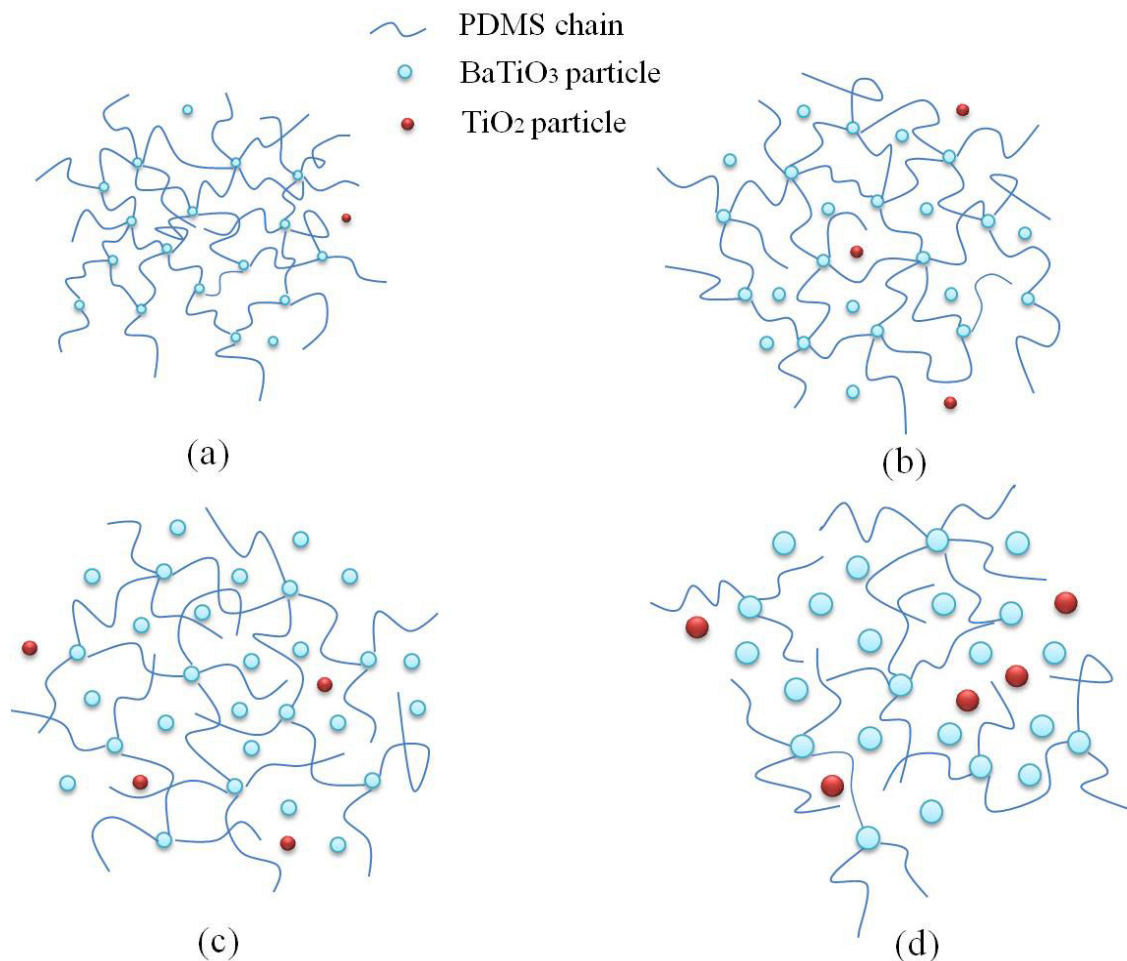 PDMS chain
BaTiO₃ particle
TiO₂ particle
(a)
(b)
(c)
(d)